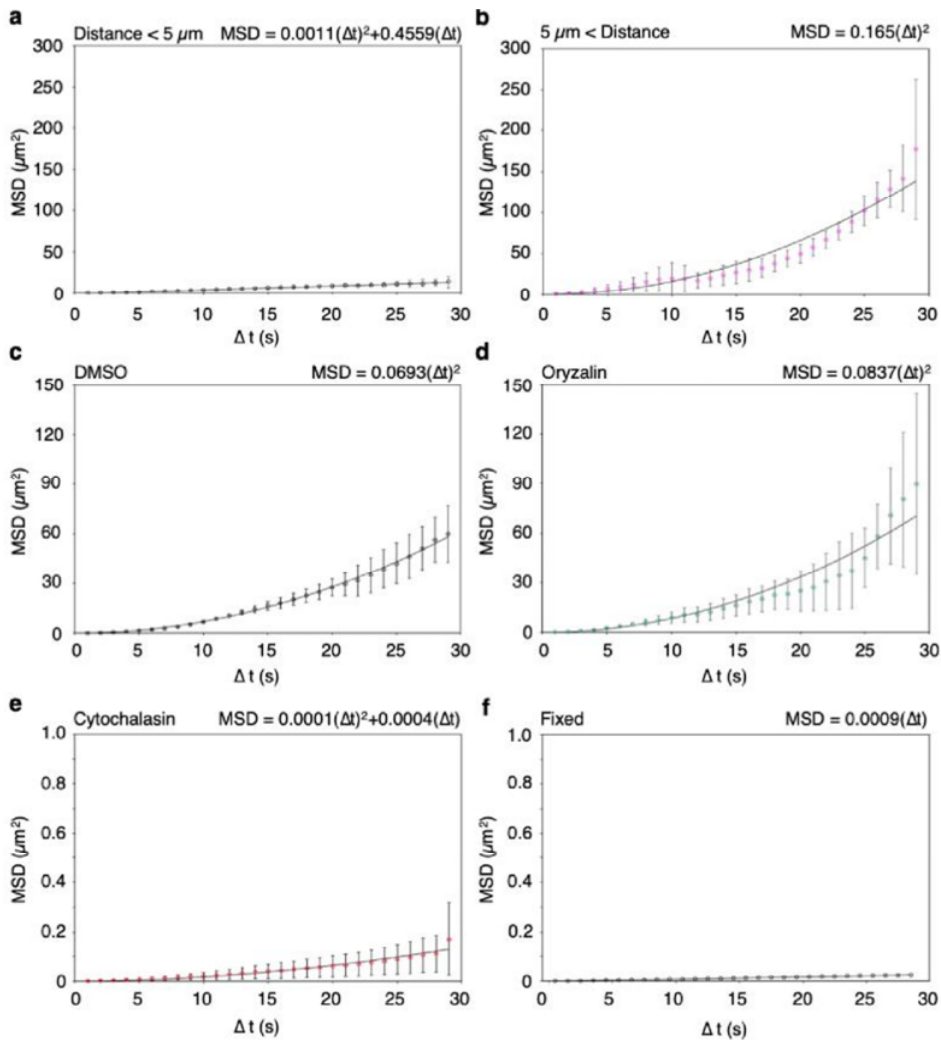 a
Distance < 5 μm MSD = 0.0011(Δt)²+0.4559(Δt)
300
250
200
150
100
50
0
MSD (μm²)
0 5 10 15 20 25 30
Δ t (s)
b
5 μm < Distance MSD = 0.165(Δt)²
300
250
200
150
100
50
0
MSD (μm²)
0 5 10 15 20 25 30
Δ t (s)
c
DMSO MSD = 0.0693(Δt)²
150
120
90
60
30
0
MSD (μm²)
0 5 10 15 20 25 30
Δ t (s)
d
Oryzalin MSD = 0.0837(Δt)²
150
120
90
60
30
0
MSD (μm²)
0 5 10 15 20 25 30
Δ t (s)
e
Cytochalasin MSD = 0.0001(Δt)²+0.0004(Δt)
1.0
0.8
0.6
0.4
0.2
0
MSD (μm²)
0 5 10 15 20 25 30
Δ t (s)
f
Fixed MSD = 0.0009(Δt)
1.0
0.8
0.6
0.4
0.2
0
MSD (μm²)
0 5 10 15 20 25 30
Δ t (s)